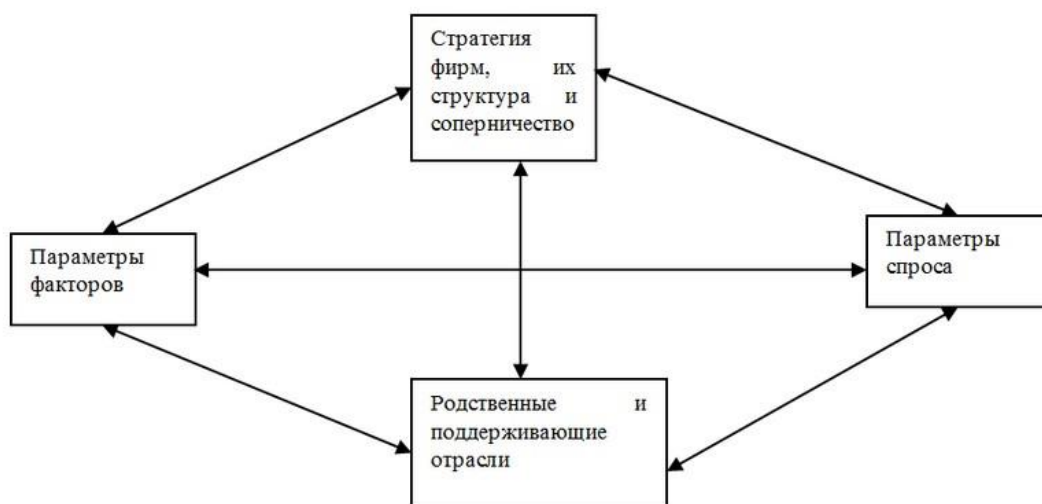 Стратегия
фирм, их
структура и
соперничество
Параметры
факторов
Параметры
спроса
Родственные и
поддерживающие
отрасли